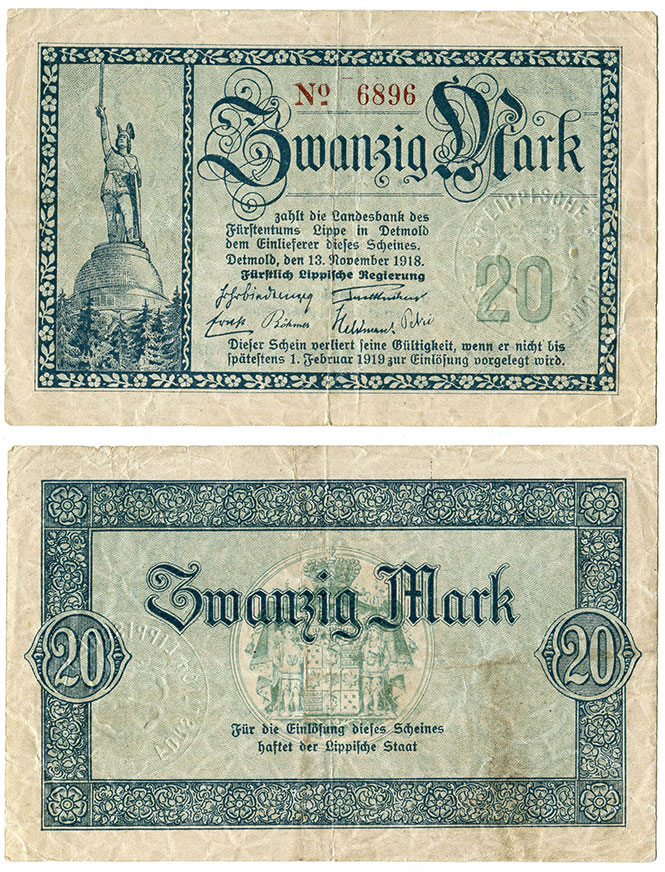 No 6896
Zwanzig Mark
zahlt die Landesbank des
Fürstentums Lippe in Detmold
dem Einlieferer dieses Scheines.
Detmold, den 13. November 1918.
Fürstlich Lippische Regierung
Böhmer
LIPPISCHE
20
Dieser Schein verliert seine Gültigkeit, wenn er nicht bis
spätestens 1. Februar 1919 zur Einlösung vorgelegt wird.
Zwanzig Mark
20
20
Für die Einlösung dieses Scheines
haftet der Lippische Staat